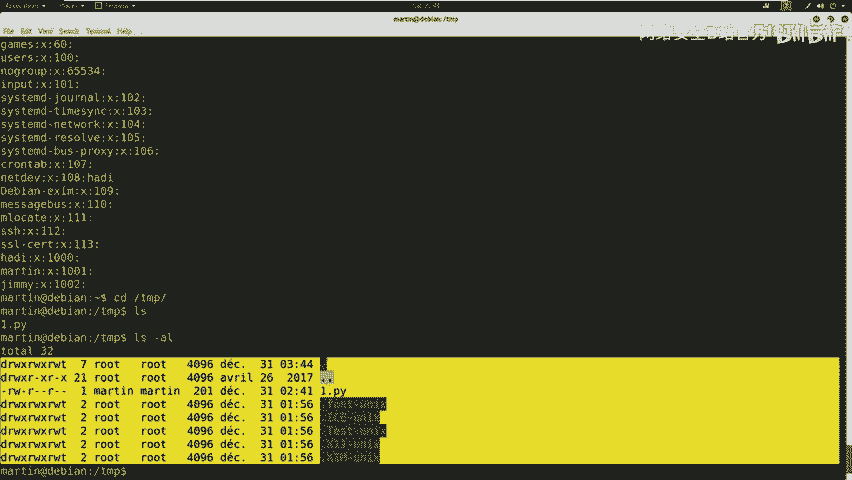 martin@debian: /tmp
File Edit View Search Terminal Help
games:x:60:
users:x:100:
nogroup:x:65534:
input:x:101:
systemd-journal:x:102:
systemd-timesync:x:103:
systemd-network:x:104:
systemd-resolve:x:105:
systemd-bus-proxy:x:106:
crontab:x:107:
netdev:x:108:hadi
Debian-exim:x:109:
messagebus:x:110:
mlocate:x:111:
ssh:x:112:
ssl-cert:x:113:
hadi:x:1000:
martin:x:1001:
jimmy:x:1002:
martin@debian:~$ cd /tmp/
martin@debian:/tmp$ ls
1.py
martin@debian:/tmp$ ls -al
total 32
drwxrwxrwt 7 root root 4096 déc. 31 03:44 .
drwxr-xr-x 21 root root 4096 avril 26 2017 ..
-rw-r--r-- 1 martin martin 201 déc. 31 02:41 1.py
drwxrwxrwt 2 root root 4096 déc. 31 01:56
drwxrwxrwt 2 root root 4096 déc. 31 01:56
drwxrwxrwt 2 root root 4096 déc. 31 01:56
drwxrwxrwt 2 root root 4096 déc. 31 01:56
drwxrwxrwt 2 root root 4096 déc. 31 01:56
martin@debian:/tmp$